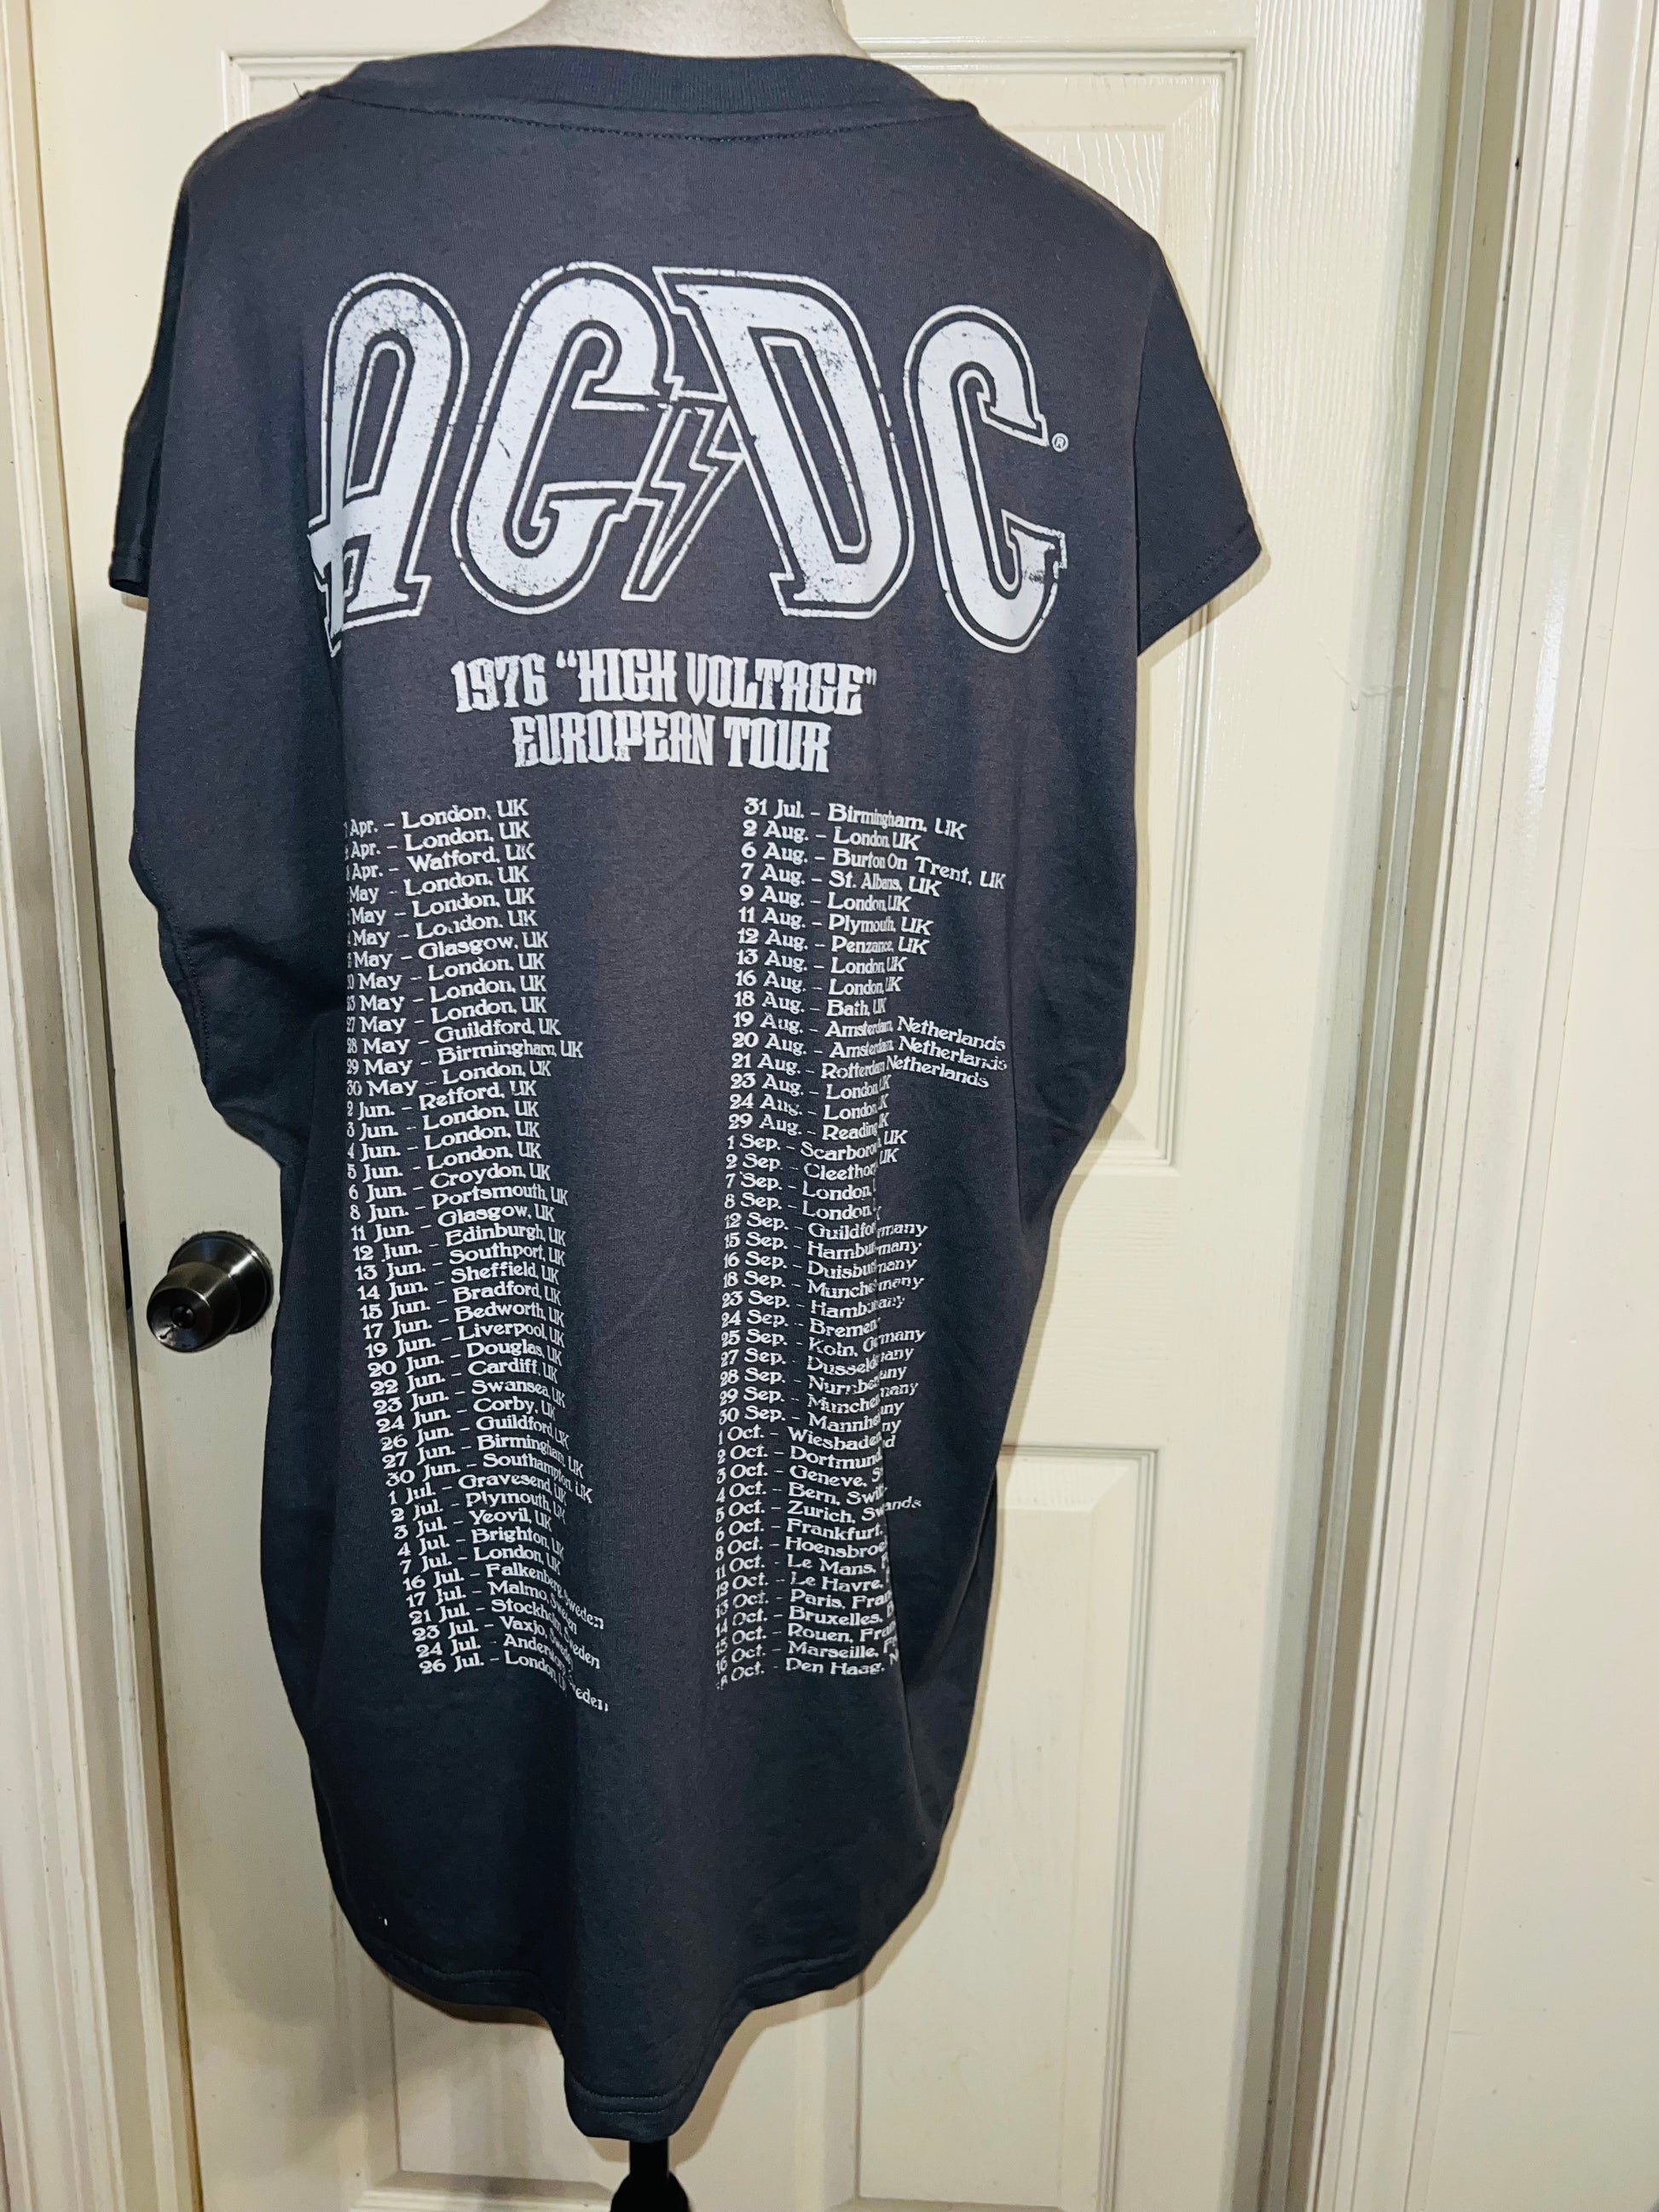 AC DC ®
1976 “HIGH VOLTAGE”
EUROPEAN TOUR
Apr. – London, UK
Apr. – London, UK
Apr. – Watford, UK
May – London, UK
May – London, UK
May – London, UK
May – Glasgow, UK
May – London, UK
May – London, UK
May – London, UK
28 May – Guildford, UK
29 May – Birmingham, UK
30 May – London, UK
2 Jun. – Retford, UK
3 Jun. – London, UK
4 Jun. – London, UK
5 Jun. – London, UK
6 Jun. – Croydon, UK
8 Jun. – Portsmouth, UK
11 Jun. – Glasgow, UK
12 Jun. – Edinburgh, UK
13 Jun. – Southport, UK
14 Jun. – Sheffield, UK
15 Jun. – Bradford, UK
17 Jun. – Bedworth, UK
19 Jun. – Liverpool, UK
20 Jun. – Douglas, UK
22 Jun. – Cardiff, UK
23 Jun. – Swansea, UK
24 Jun. – Corby, UK
26 Jun. – Guildford, UK
27 Jun. – Birmingham, UK
30 Jun. – Southampton, UK
1 Jul. – Gravesend, UK
2 Jul. – Plymouth, UK
3 Jul. – Yeovil, UK
4 Jul. – Brighton, UK
7 Jul. – London, UK
16 Jul. – Falkenberg, Sweden
17 Jul. – Malmo, Sweden
21 Jul. – Stockholm, Sweden
23 Jul. – Vaxjo, Sweden
24 Jul. –
26 Jul. – London,
31 Jul. – Birmingham, UK
2 Aug. – London, UK
6 Aug. – Burton On Trent, UK
7 Aug. – St. Albans, UK
9 Aug. – London, UK
11 Aug. – Plymouth, UK
12 Aug. – Penzance, UK
13 Aug. – London, UK
16 Aug. – London, UK
18 Aug. – Bath, UK
19 Aug. – Amsterdam, Netherlands
20 Aug. – Amsterdam, Netherlands
21 Aug. – Rotterdam Netherlands
23 Aug. – London, UK
24 Aug. – London,
29 Aug. – Reading
1 Sep. – UK
2 Sep. – UK
7 Sep. – London,
8 Sep. – London,
12 Sep. –
15 Sep. –
16 Sep. –
18 Sep. –
23 Sep. –
24 Sep. – Bremen,
25 Sep. – Koln, Germany
27 Sep. –
28 Sep. –
29 Sep. –
30 Sep. –
1 Oct. – Wiesbaden,
2 Oct. – Dortmund,
3 Oct. – Geneve,
4 Oct. – Bern,
5 Oct. – Zurich,
6 Oct. – Frankfurt,
8 Oct. –
11 Oct. – Le Mans,
12 Oct. – Le Havre,
13 Oct. – Paris,
14 Oct. – Bruxelles,
15 Oct. – Rouen,
16 Oct. – Marseille,
Oct. – Den Haag,